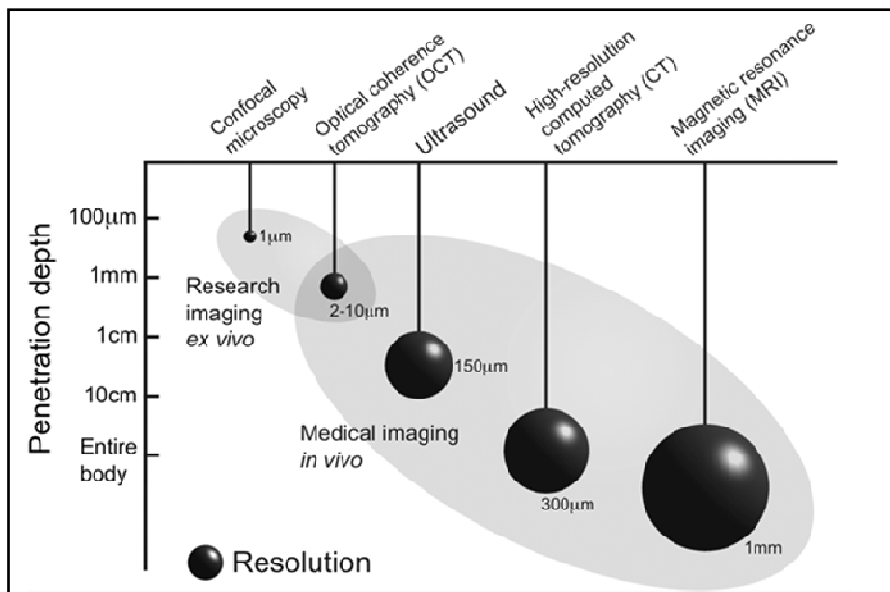 Confocal
microscopy
Optical coherence
tomography (OCT)
Ultrasound
High-resolution
computed
tomography (CT)
Magnetic resonance
imaging (MRI)
Penetration depth
100μm
1mm
1cm
10cm
Entire
body
1μm
2-10μm
150μm
300μm
1mm
Research
imaging
ex vivo
Medical imaging
in vivo
Resolution